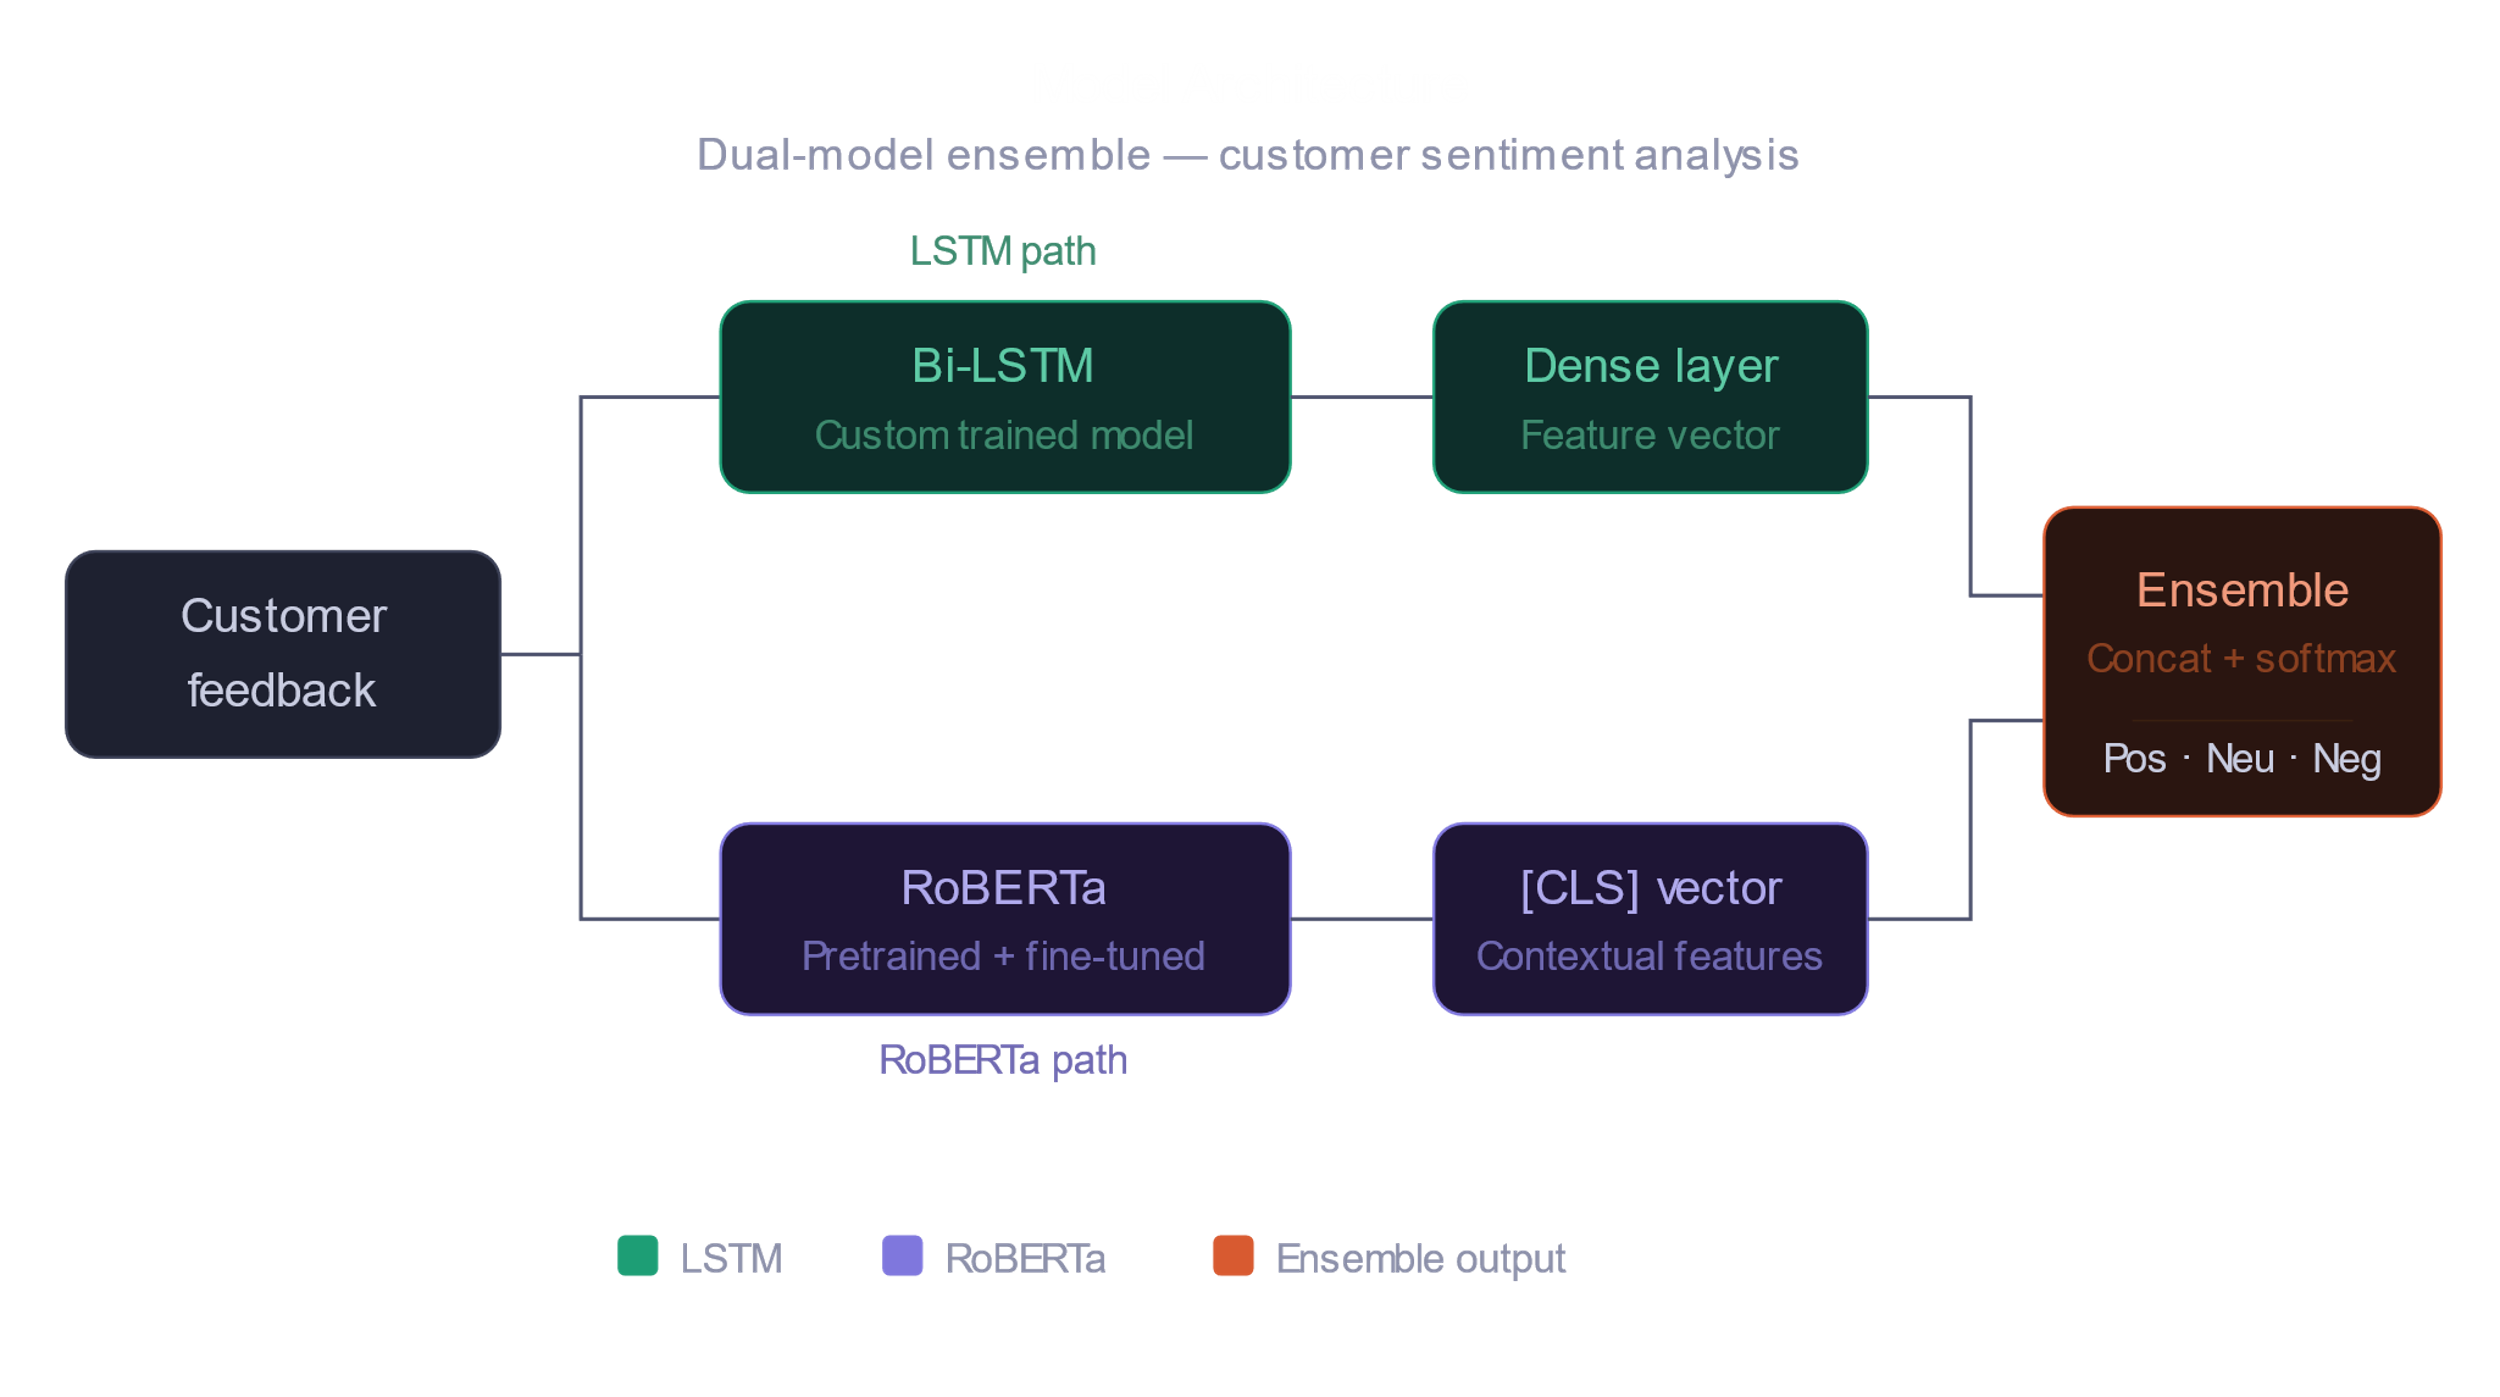 Dual-model ensemble — customer sentiment analysis
LSTM path
Bi-LSTM
Custom trained model
Dense layer
Feature vector
Customer
feedback
Ensemble
Concat + softmax
Pos · Neu · Neg
RoBERTa
Pretrained + fine-tuned
[CLS] vector
Contextual features
RoBERTa path
LSTM
RoBERTa
Ensemble output